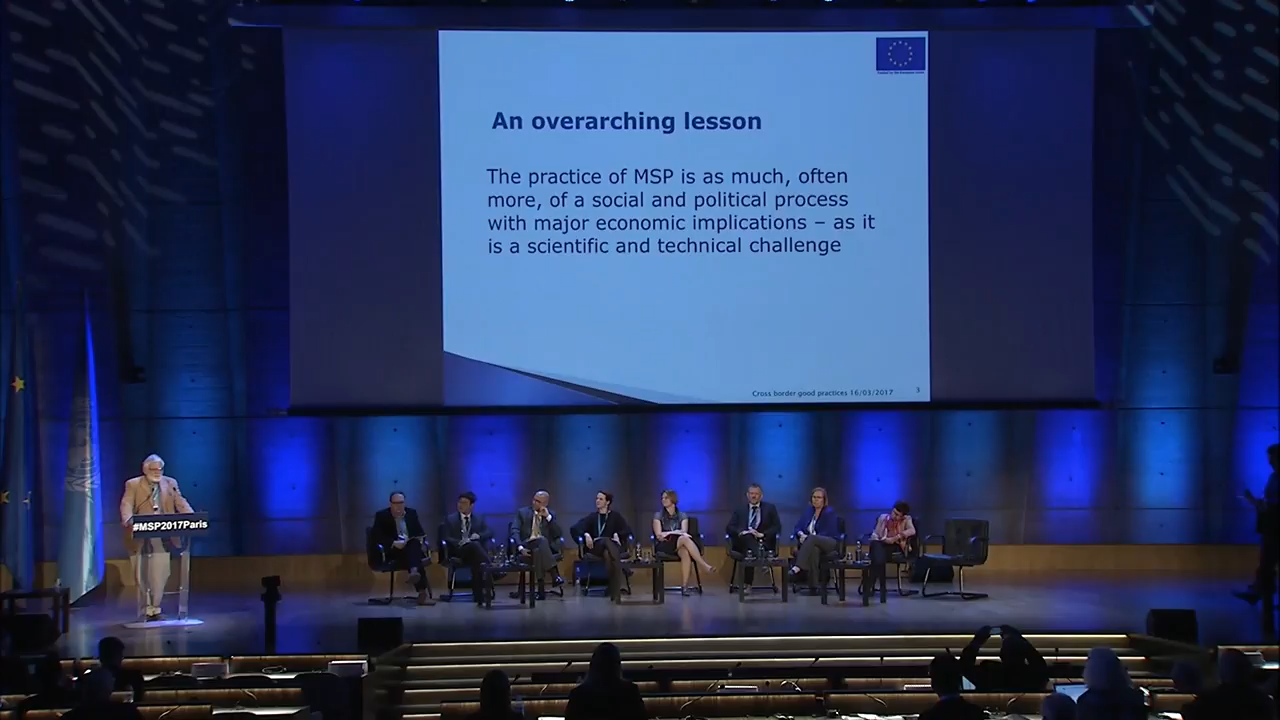 An overarching lesson
The practice of MSP is as much, often
more, of a social and political process
with major economic implications – as it
is a scientific and technical challenge
Cross border good practices 16/03/2017
3
#MSP2017Paris